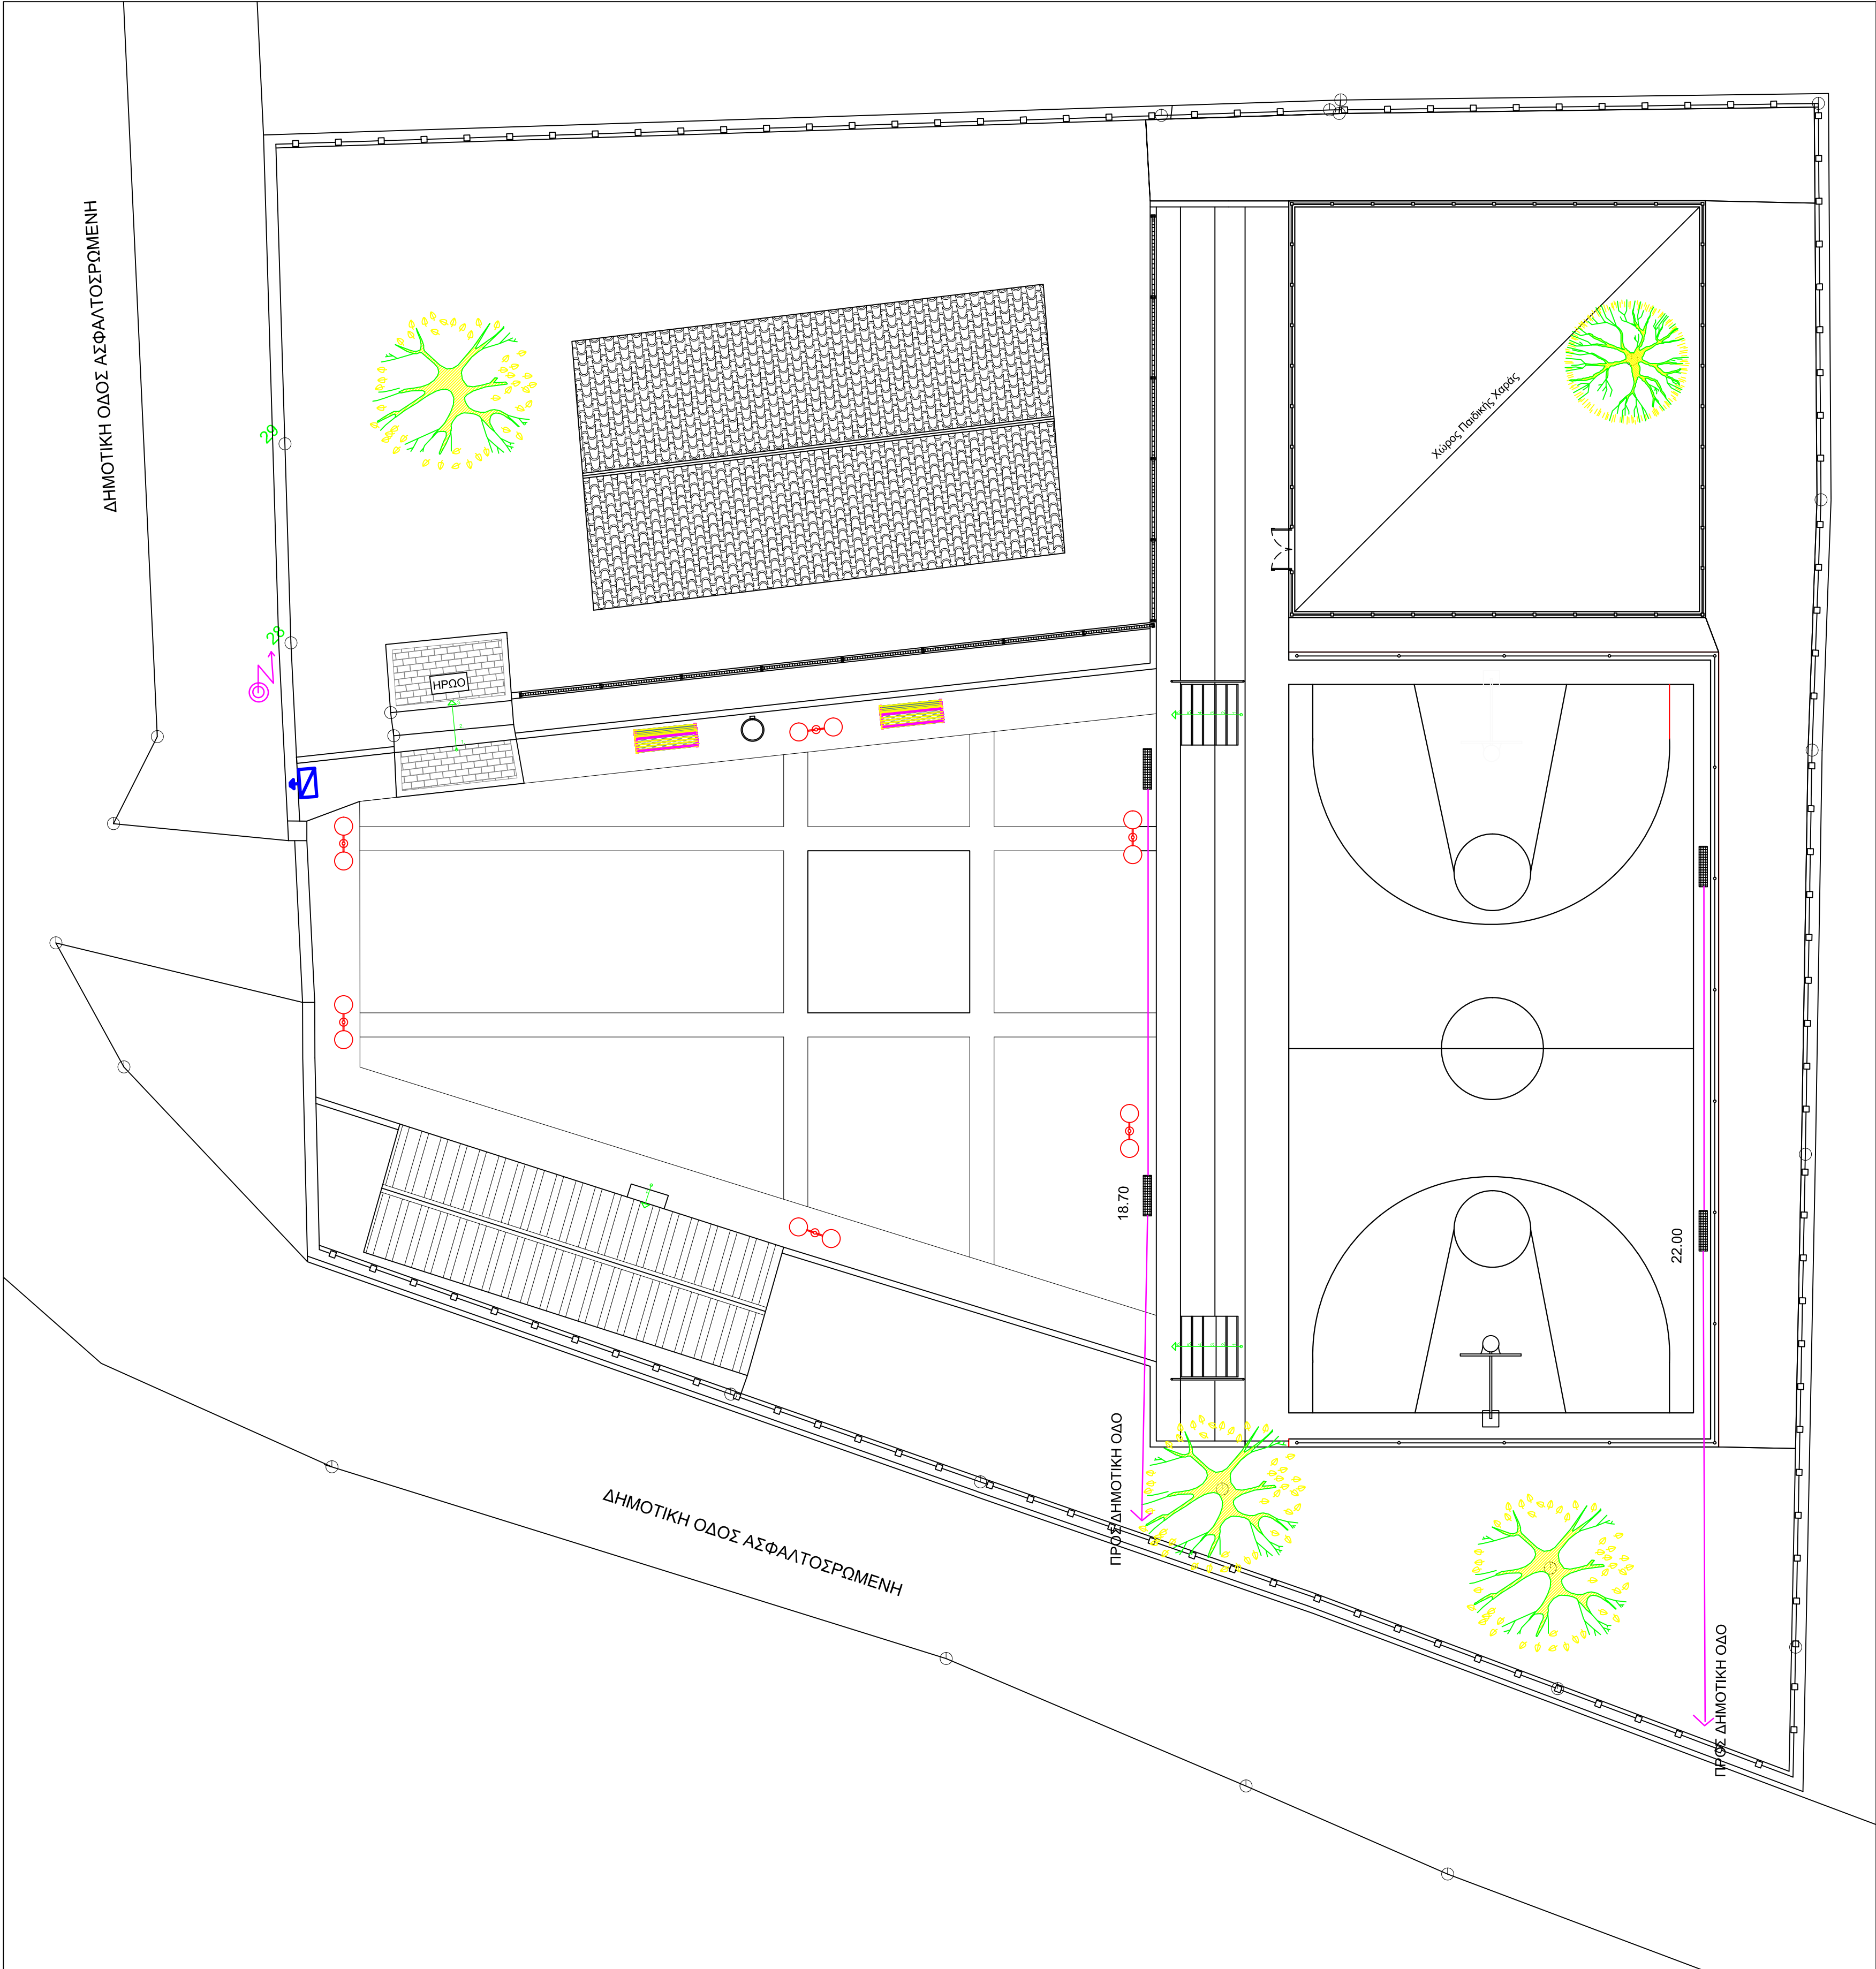 ΔΗΜΟΤΙΚΗ ΟΔΟΣ ΑΣΦΑΛΤΟΣΡΩΜΕΝΗ
29
28
ΗΡΩΟ
Χώρος Παιδικής Χαράς
18.70
22.00
ΠΡΟΣ ΔΗΜΟΤΙΚΗ ΟΔΟ
ΔΗΜΟΤΙΚΗ ΟΔΟΣ ΑΣΦΑΛΤΟΣΡΩΜΕΝΗ
ΠΡΟΣ ΔΗΜΟΤΙΚΗ ΟΔΟ